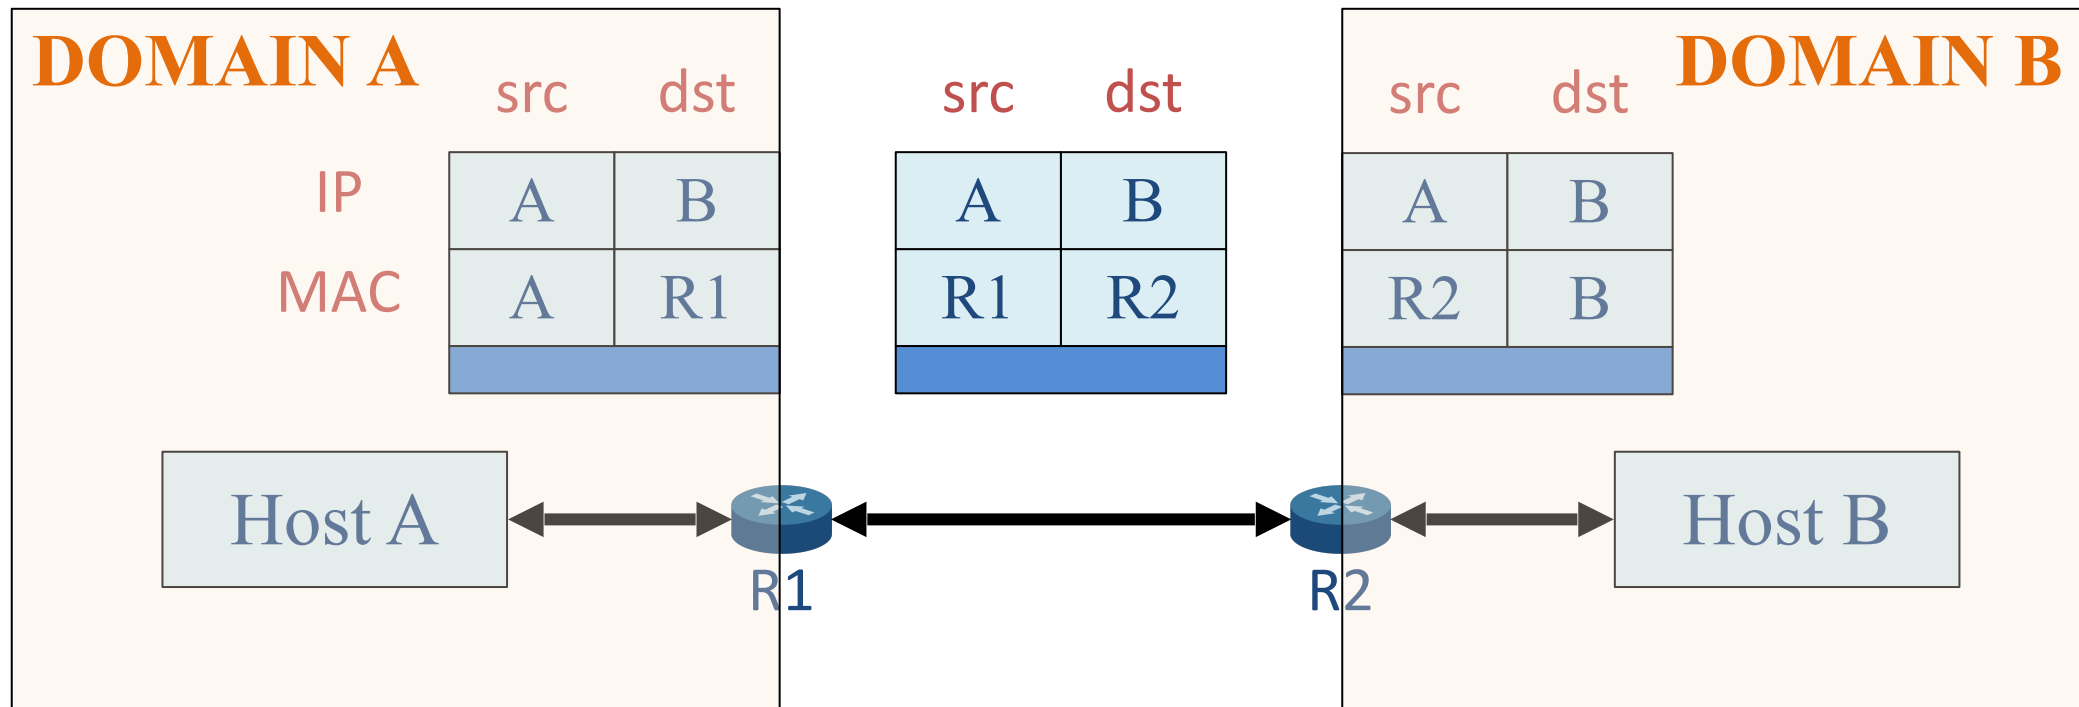 DOMAIN A
DOMAIN B
src dst
src dst
src dst
IP
A B
A B
A B
MAC
A R1
R1 R2
R2 B
Host A
Host B
R1
R2